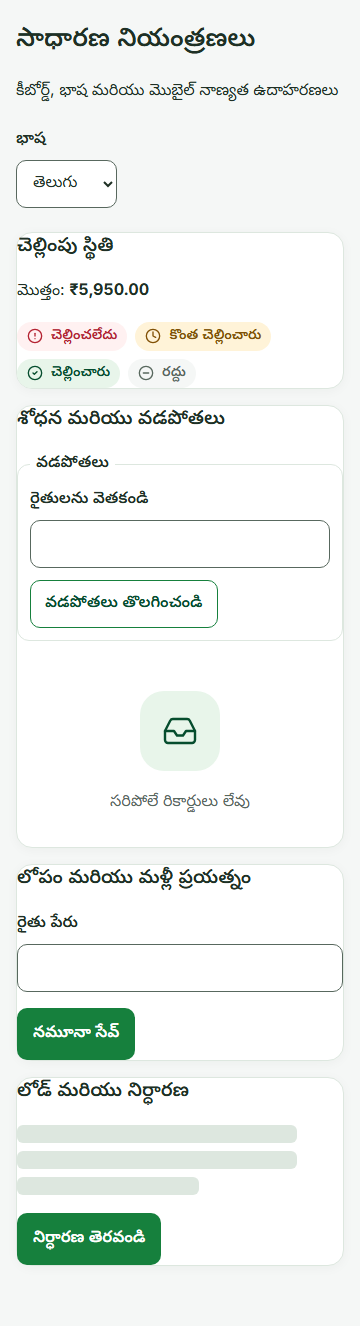 సాధారణ నియంత్రణలు
కీబోర్డ్, భాష మరియు మొబైల్ నాణ్యత ఉదాహరణలు
భాష
తెలుగు
చెల్లింపు స్థితి
మొత్తం: ₹5,950.00
చెల్లించలేదు
కొంత చెల్లించారు
చెల్లించారు
రద్దు
శోధన మరియు వడపోతలు
వడపోతలు
రైతులను వెతకండి
వడపోతలు తొలగించండి
సరిపోలే రికార్డులు లేవు
లోపం మరియు మళ్లీ ప్రయత్నం
రైతు పేరు
నమూనా సేవ్
లోడ్ మరియు నిర్ధారణ
నిర్ధారణ తెరవండి